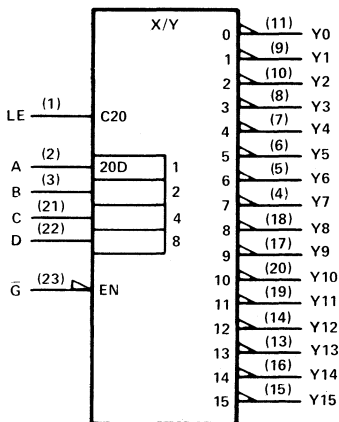 X/Y
0 (11) Y0
1 (9) Y1
2 (10) Y2
3 (8) Y3
LE (1) C20
4 (7) Y4
A (2) 20D 1
5 (6) Y5
B (3) 2
6 (5) Y6
C (21) 4
7 (4) Y7
D (22) 8
8 (18) Y8
9 (17) Y9
G̅ (23) EN
10 (20) Y10
11 (19) Y11
12 (14) Y12
13 (13) Y13
14 (16) Y14
15 (15) Y15